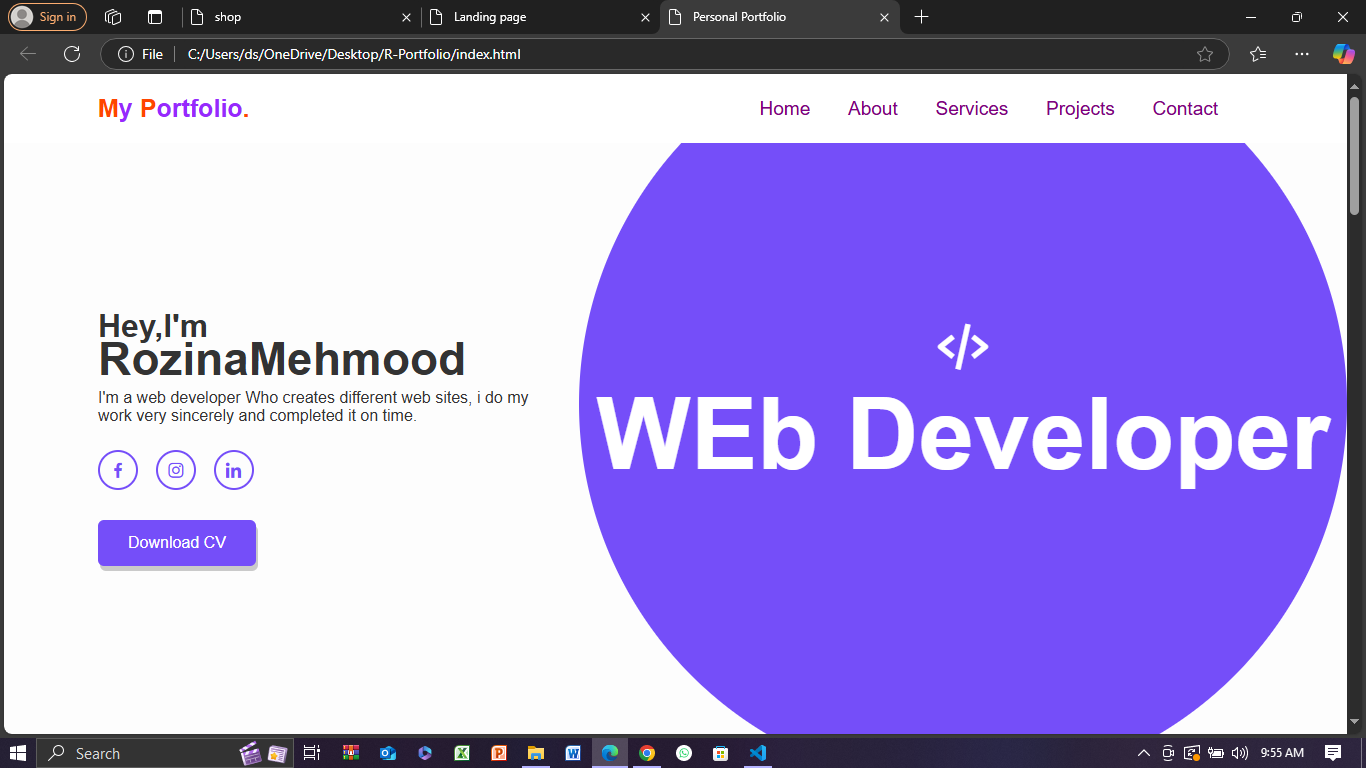 Sign in
shop
Landing page
Personal Portfolio
File
C:/Users/ds/OneDrive/Desktop/R-Portfolio/index.html
My Portfolio.
Home About Services Projects Contact
Hey,I'm
RozinaMehmood
I'm a web developer Who creates different web sites, i do my
work very sincerely and completed it on time.
Download CV
</>
WEb Developer
Search
9:55 AM